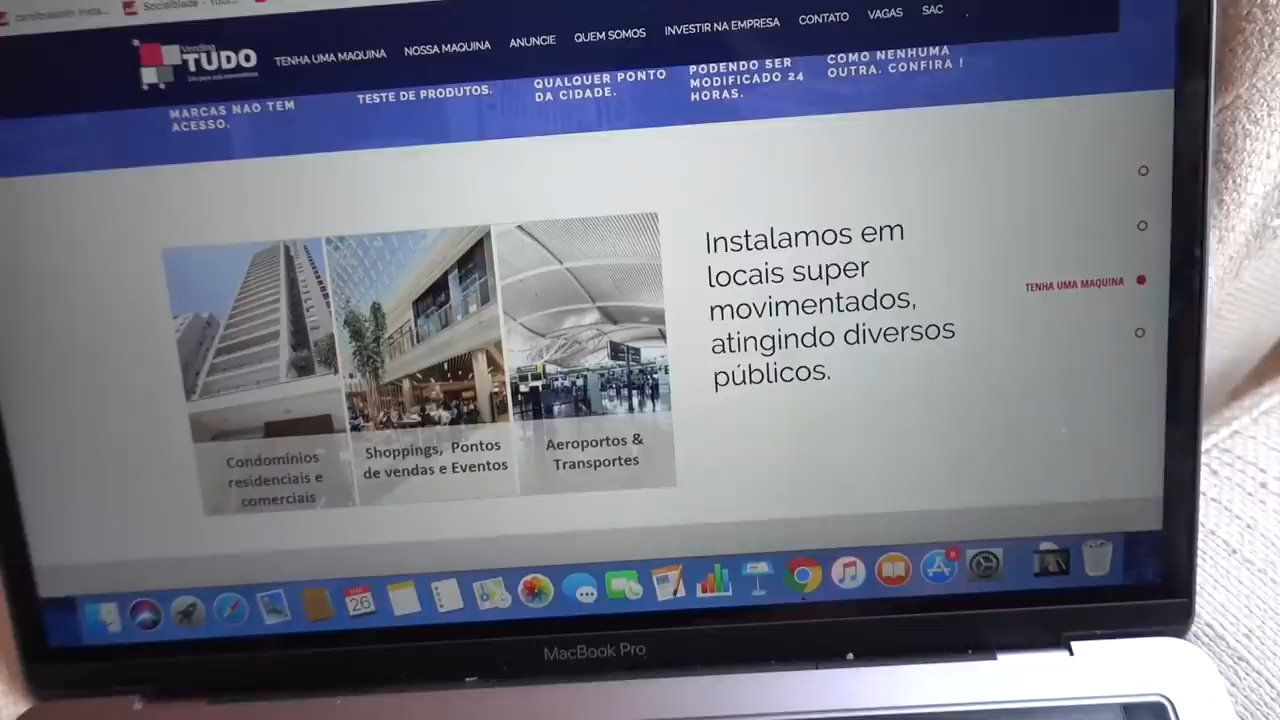 Socialblade - Yout...
Vending
TUDO
TENHA UMA MAQUINA
NOSSA MAQUINA
ANUNCIE
QUEM SOMOS
INVESTIR NA EMPRESA
CONTATO
VAGAS
SAC
MARCAS NAO TEM
ACESSO.
TESTE DE PRODUTOS.
QUALQUER PONTO
DA CIDADE.
PODENDO SER
MODIFICADO 24
HORAS.
COMO NENHUMA
OUTRA. CONFIRA !
Instalamos em
locais super
movimentados,
atingindo diversos
públicos.
TENHA UMA MAQUINA
Condomínios
residenciais e
comerciais
Shoppings, Pontos
de vendas e Eventos
Aeroportos &
Transportes
26
MacBook Pro